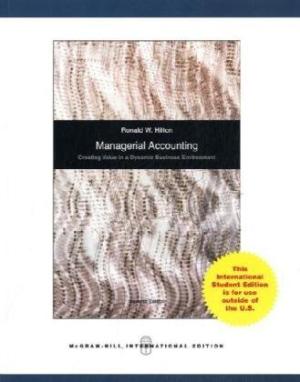 Ronald W. Hilton
Managerial Accounting
Creating Value in a Dynamic Business Environment
This
International
Student Edition
is for use
outside of
the U.S.
Edition
McGRAW-HILL INTERNATIONAL EDITION